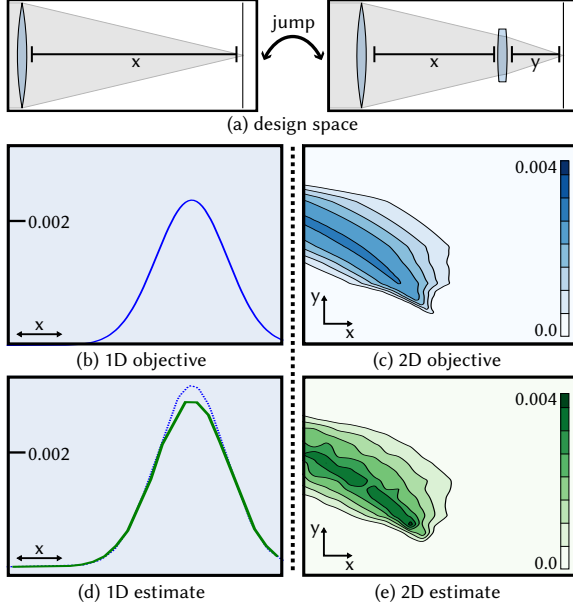 jump
x
x
y
(a) design space
0.002
x
(b) 1D objective
0.004
y
x
0.0
(c) 2D objective
0.002
x
(d) 1D estimate
0.004
y
x
0.0
(e) 2D estimate